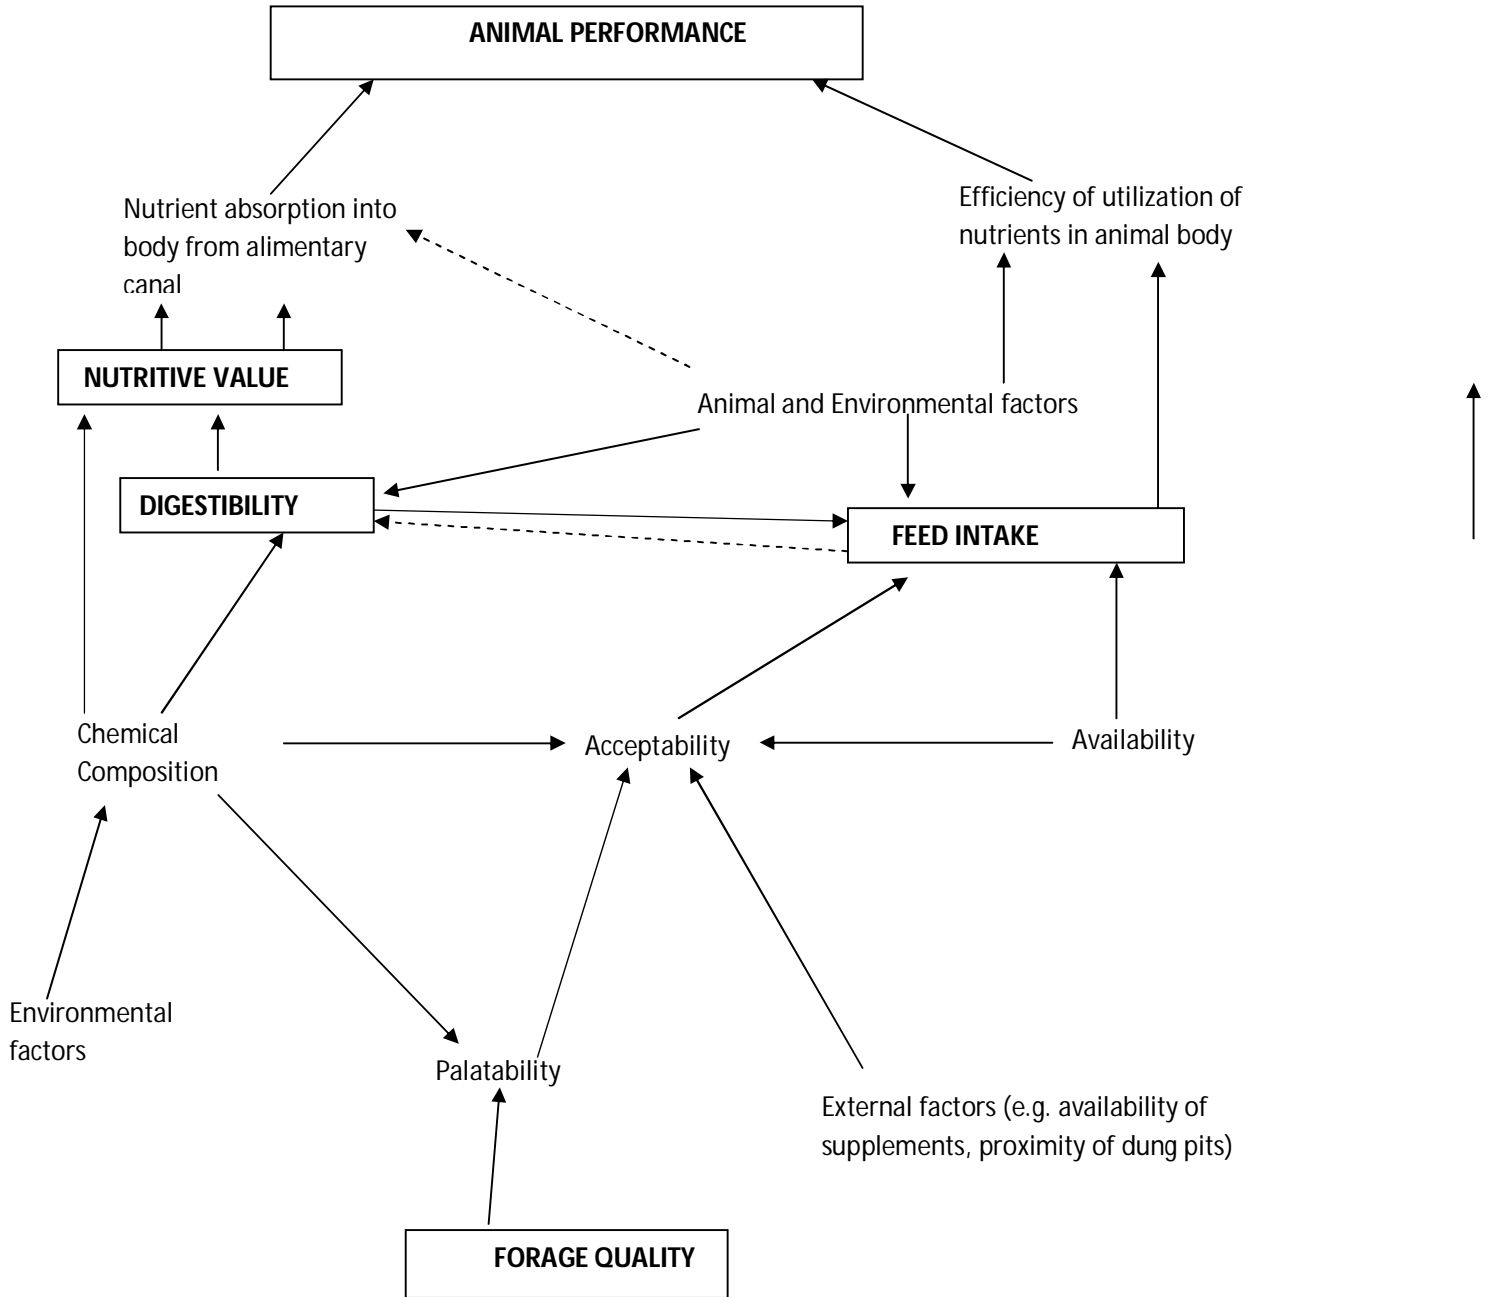 ANIMAL PERFORMANCE
Efficiency of utilization of
nutrients in animal body
Nutrient absorption into
body from alimentary
canal
NUTRITIVE VALUE
Animal and Environmental factors
DIGESTIBILITY
FEED INTAKE
Chemical
Composition
Acceptability
Availability
Environmental
factors
Palatability
External factors (e.g. availability of
supplements, proximity of dung pits)
FORAGE QUALITY